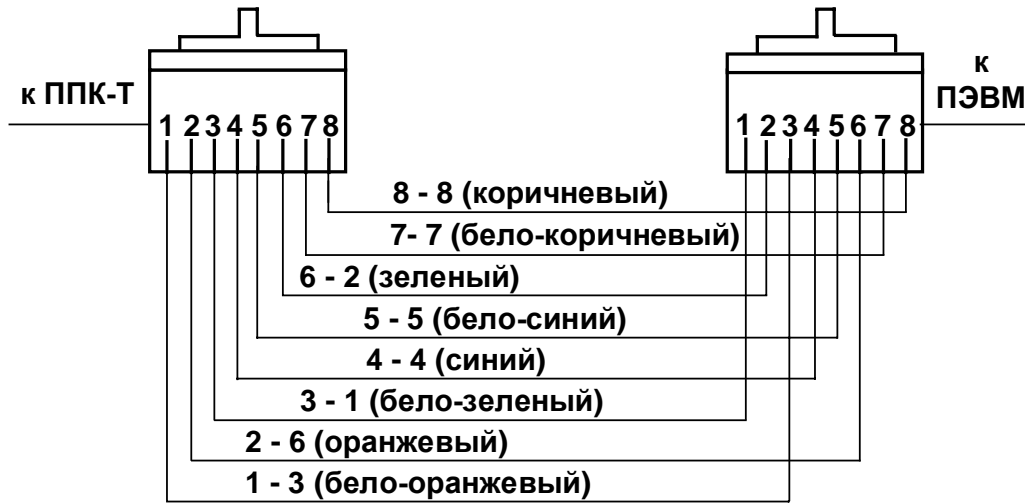 к ППК-Т
1 2 3 4 5 6 7 8
к
ПЭВМ
1 2 3 4 5 6 7 8
8 - 8 (коричневый)
7- 7 (бело-коричневый)
6 - 2 (зеленый)
5 - 5 (бело-синий)
4 - 4 (синий)
3 - 1 (бело-зеленый)
2 - 6 (оранжевый)
1 - 3 (бело-оранжевый)